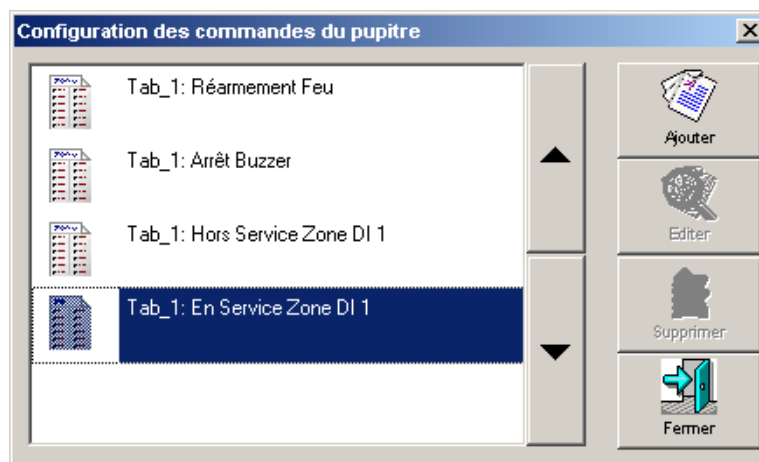 Configuration des commandes du pupitre
Tab_1: Réarmement Feu
Tab_1: Arrêt Buzzer
Tab_1: Hors Service Zone DI 1
Tab_1: En Service Zone DI 1
Ajouter
Editer
Supprimer
Fermer